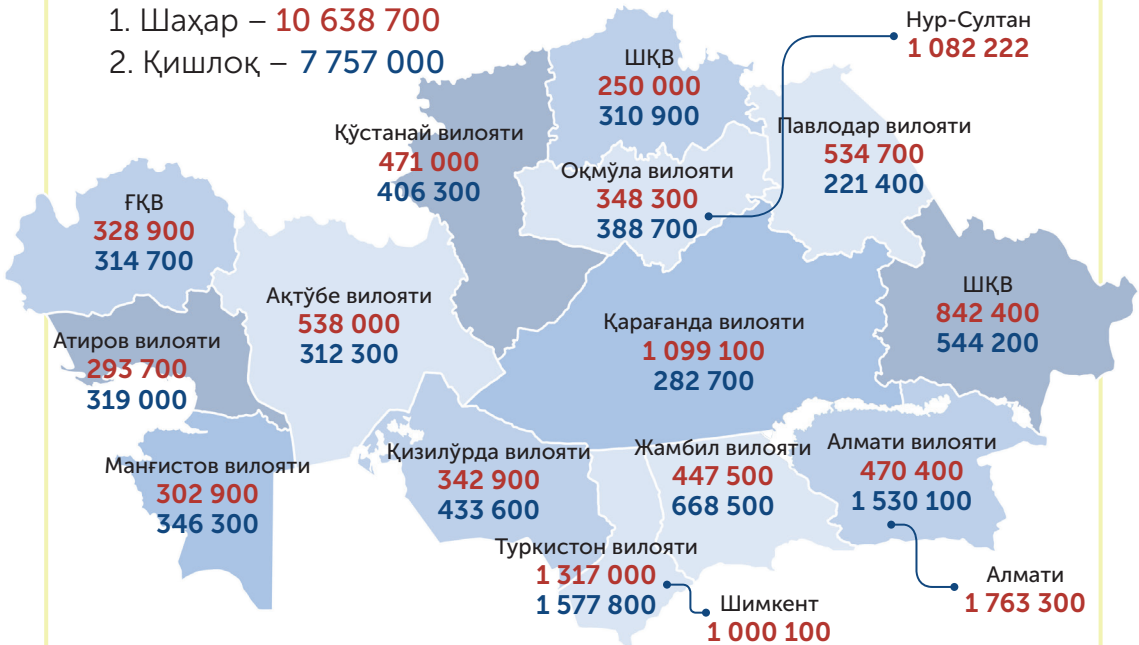 1. Шаҳар – 10 638 700
2. Қишлоқ – 7 757 000
Нур-Султан
1 082 222
ШҚВ
250 000
310 900
Қўстанай вилояти
471 000
406 300
Павлодар вилояти
534 700
221 400
Оқмўла вилояти
348 300
388 700
ҒҚВ
328 900
314 700
Ақтўбе вилояти
538 000
312 300
ШҚВ
842 400
544 200
Қарағанда вилояти
1 099 100
282 700
Атиров вилояти
293 700
319 000
Манғистов вилояти
302 900
346 300
Қизилўрда вилояти
342 900
433 600
Жамбил вилояти
447 500
668 500
Алмати вилояти
470 400
1 530 100
Туркистон вилояти
1 317 000
1 577 800
Шимкент
1 000 100
Алмати
1 763 300